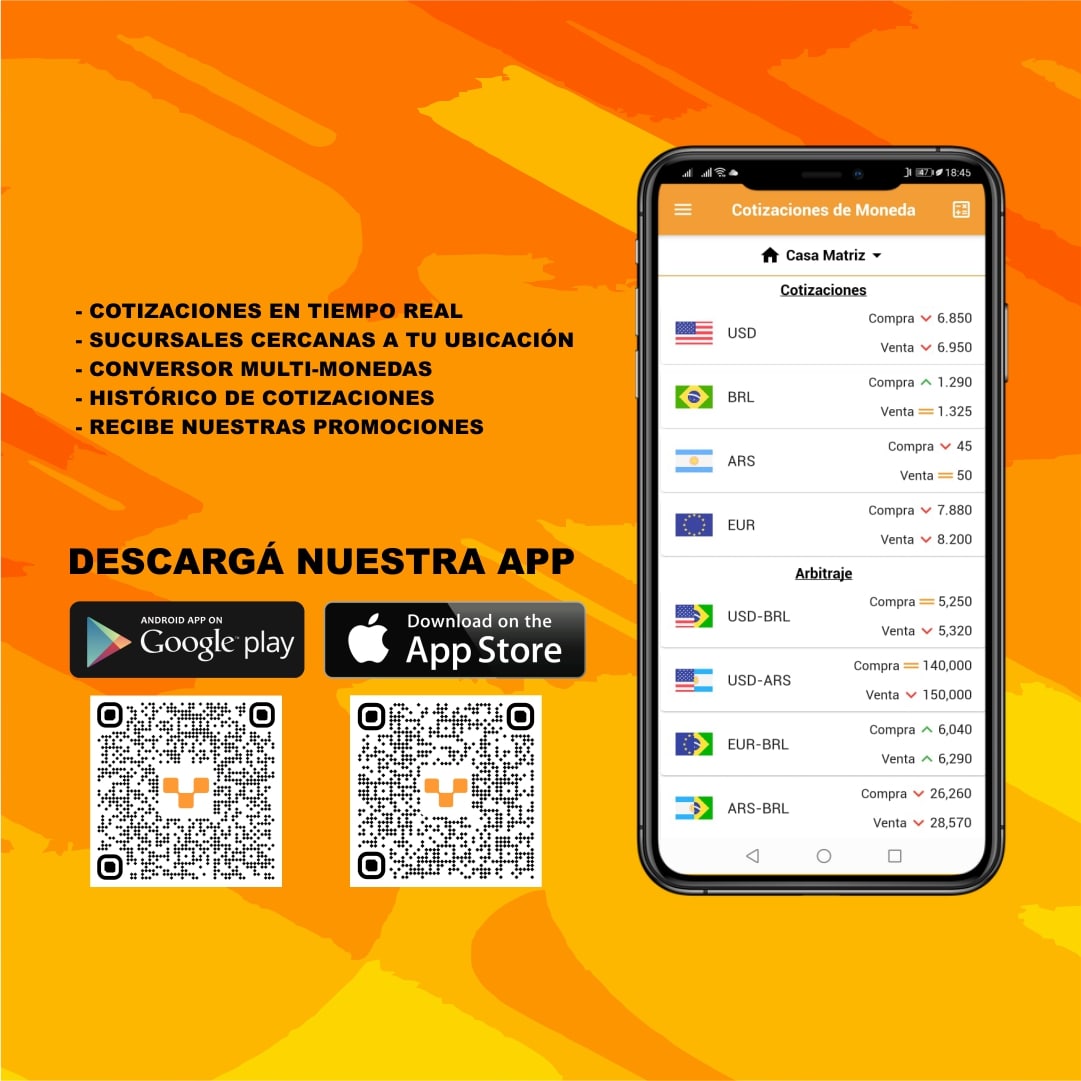 - COTIZACIONES EN TIEMPO REAL
- SUCURSALES CERCANAS A TU UBICACIÓN
- CONVERSOR MULTI-MONEDAS
- HISTÓRICO DE COTIZACIONES
- RECIBE NUESTRAS PROMOCIONES
DESCARGÁ NUESTRA APP
ANDROID APP ON
Google play
Download on the
App Store
47 18:45
Cotizaciones de Moneda
Casa Matriz
Cotizaciones
USD
Compra 6.850
Venta 6.950
BRL
Compra 1.290
Venta 1.325
ARS
Compra 45
Venta 50
EUR
Compra 7.880
Venta 8.200
Arbitraje
USD-BRL
Compra 5,250
Venta 5,320
USD-ARS
Compra 140,000
Venta 150,000
EUR-BRL
Compra 6,040
Venta 6,290
ARS-BRL
Compra 26,260
Venta 28,570